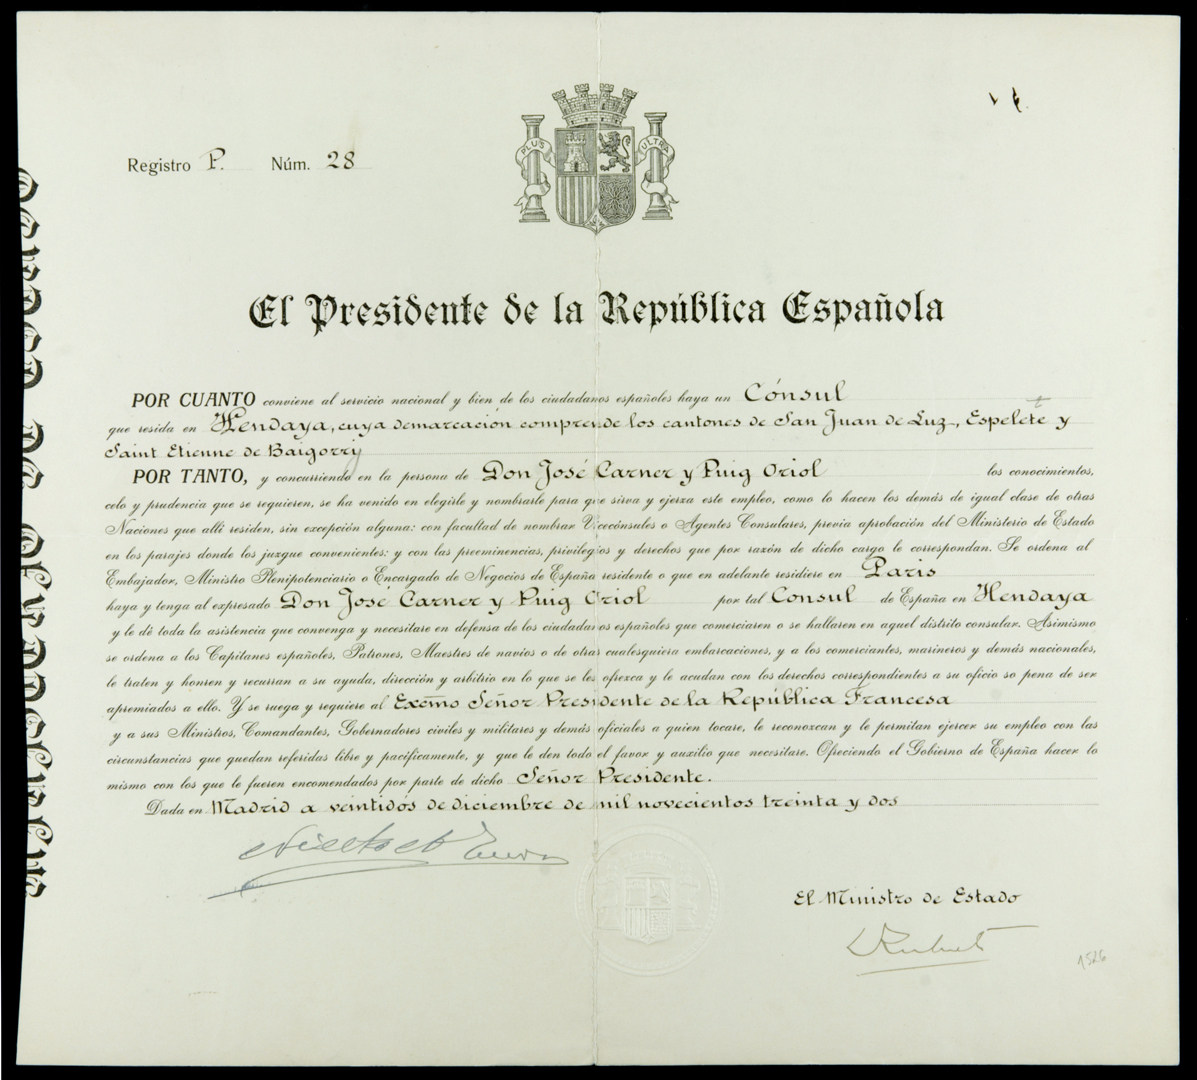 Registro P. Núm. 28
PLUS ULTRA
El Presidente de la República Española
POR CUANTO conviene al servicio nacional y bien de los ciudadanos españoles haya un Cónsul
que resida en Hendaya, cuya demarcación comprende los cantones de San Juan de Luz, Espelete y
Saint Etienne de Baigorry
POR TANTO, y concurriendo en la persona de Don José Carner y Puig Oriol los conocimientos,
celo y prudencia que se requieren, se ha venido en elegirle y nombrarle para que sirva y ejerza este empleo, como lo hacen los demás de igual clase de otras
Naciones que allí residen, sin excepción alguna: con facultad de nombrar Vicecónsules o Agentes Consulares, previa aprobación del Ministerio de Estado
en los parajes donde los juzgue convenientes: y con las preeminencias, privilegios y derechos que por razón de dicho cargo le correspondan. Se ordena al
Embajador, Ministro Plenipotenciario o Encargado de Negocios de España residente o que en adelante residiere en Paris
haya y tenga al expresado Don José Carner y Puig Oriol por tal Consul de España en Hendaya
y le dé toda la asistencia que convenga y necesitare en defensa de los ciudadanos españoles que comerciaren o se hallaren en aquel distrito consular. Asimismo
se ordena a los Capitanes españoles, Patrones, Maestres de navíos o de otras cualesquiera embarcaciones, y a los comerciantes, marineros y demás nacionales,
le traten y honren y recurran a su ayuda, dirección y arbitrio en lo que se les ofrezca y le acudan con los derechos correspondientes a su oficio so pena de ser
apremiados a ello. Y se ruega y requiere al Excmo Señor Presidente de la República Francesa
y a sus Ministros, Comandantes, Gobernadores civiles y militares y demás oficiales a quien tocare, le reconozcan y le permitan ejercer su empleo con las
circunstancias que quedan referidas libre y pacíficamente, y que le den todo el favor y auxilio que necesitare. Ofreciendo el Gobierno de España hacer lo
mismo con los que le fueren encomendados por parte de dicho Señor Presidente.
Dada en Madrid a veintidós de diciembre de mil novecientos treinta y dos
El Ministro de Estado
1526